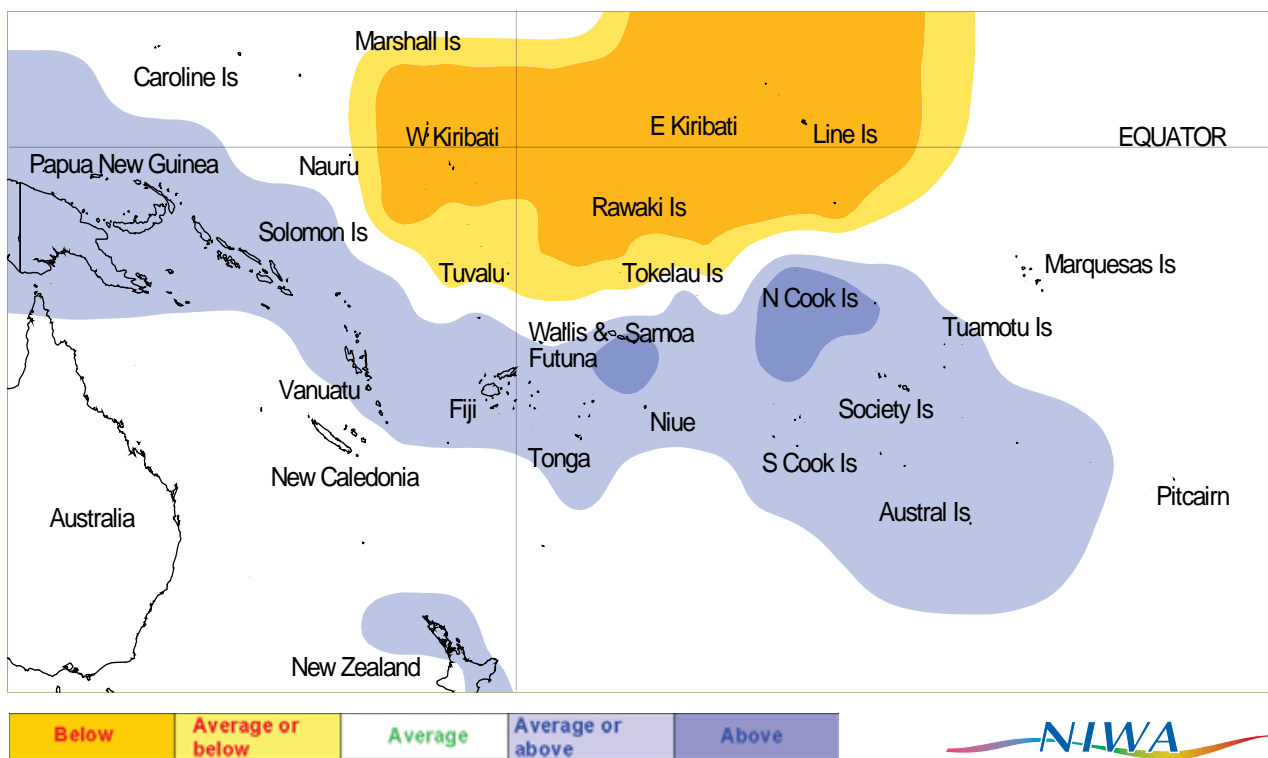 Marshall Is
Caroline Is
W Kiribati
E Kiribati
Line Is
EQUATOR
Papua New Guinea
Nauru
Rawaki Is
Solomon Is
Tuvalu
Tokelau Is
Marquesas Is
N Cook Is
Tuamotu Is
Wallis &
Futuna
Samoa
Vanuatu
Fiji
Niue
Society Is
Tonga
S Cook Is
New Caledonia
Pitcairn
Australia
Austral Is
New Zealand
Below
Average or
below
Average
Average or
above
Above
NIWA